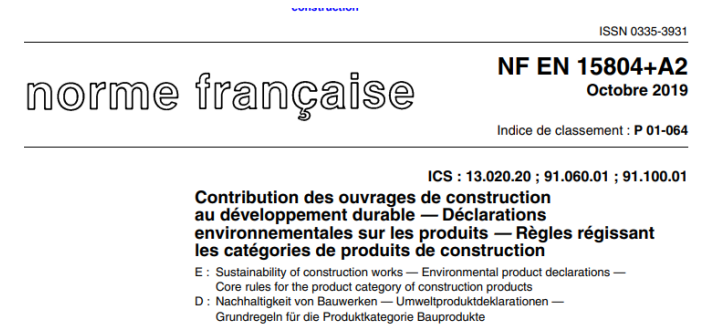 construction
ISSN 0335-3931
NF EN 15804+A2
Octobre 2019
norme française
Indice de classement : P 01-064
ICS : 13.020.20 ; 91.060.01 ; 91.100.01
Contribution des ouvrages de construction
au développement durable — Déclarations
environnementales sur les produits — Règles régissant
les catégories de produits de construction
E : Sustainability of construction works — Environmental product declarations —
Core rules for the product category of construction products
D : Nachhaltigkeit von Bauwerken — Umweltproduktdeklarationen —
Grundregeln für die Produktkategorie Bauprodukte